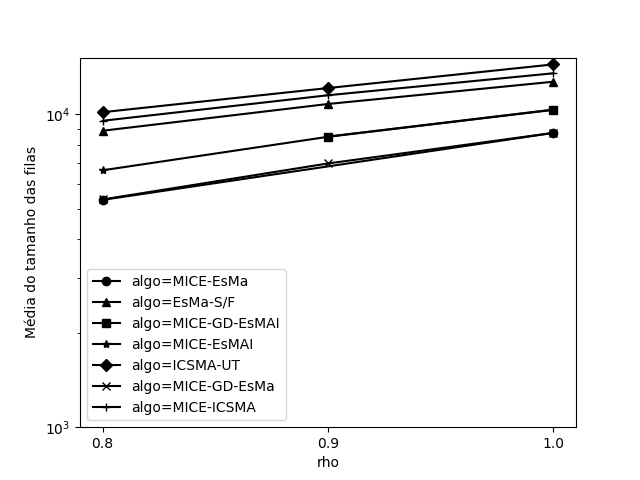 10⁴
10³
Média do tamanho das filas
algo=MICE-EsMa
algo=EsMa-S/F
algo=MICE-GD-EsMAI
algo=MICE-EsMAI
algo=ICSMA-UT
algo=MICE-GD-EsMa
algo=MICE-ICSMA
0.8 0.9 1.0
rho